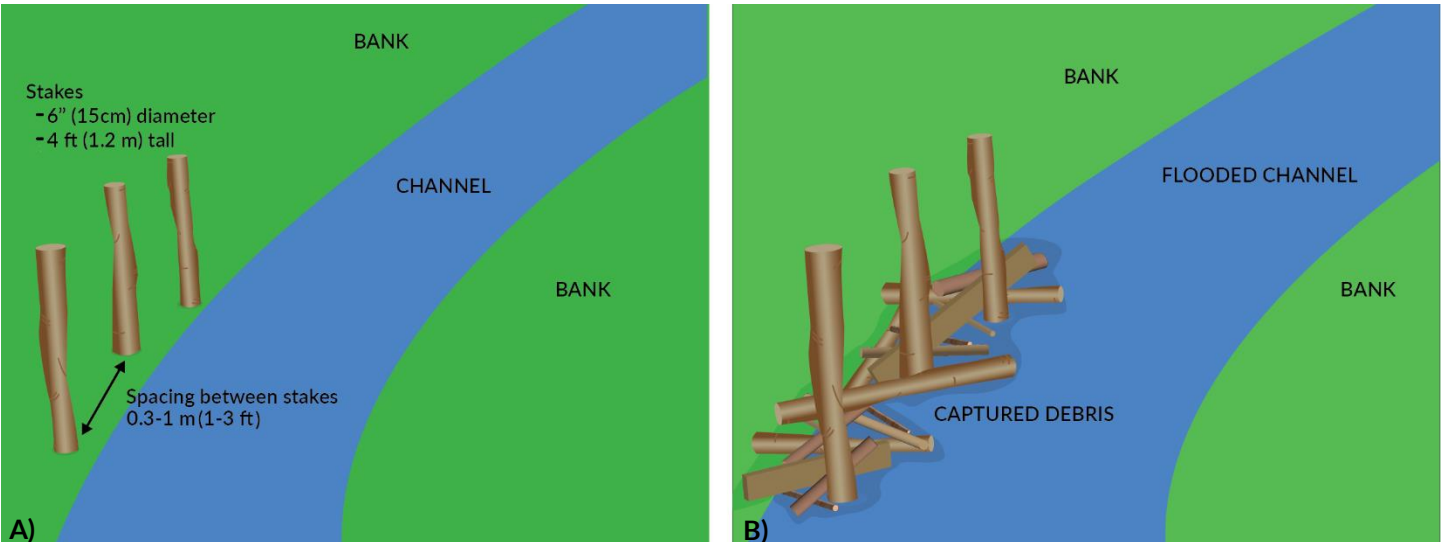 BANK
Stakes
-6” (15cm) diameter
-4 ft (1.2 m) tall
CHANNEL
BANK
Spacing between stakes
0.3-1 m (1-3 ft)
A)
BANK
FLOODED CHANNEL
BANK
CAPTURED DEBRIS
B)